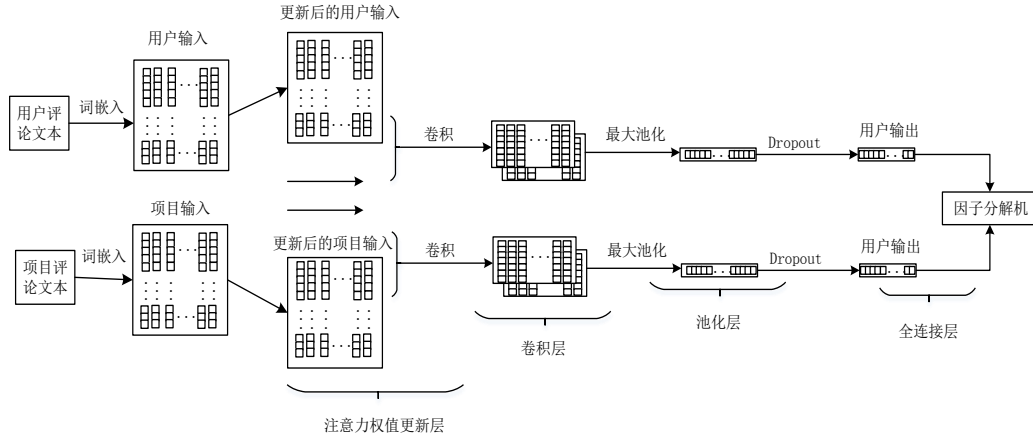 更新后的用户输入
用户输入
用户评
论文本
词嵌入
卷积
最大池化
Dropout
用户输出
因子分解机
项目输入
更新后的项目输入
项目评
论文本
词嵌入
卷积
最大池化
Dropout
用户输出
卷积层
池化层
全连接层
注意力权值更新层